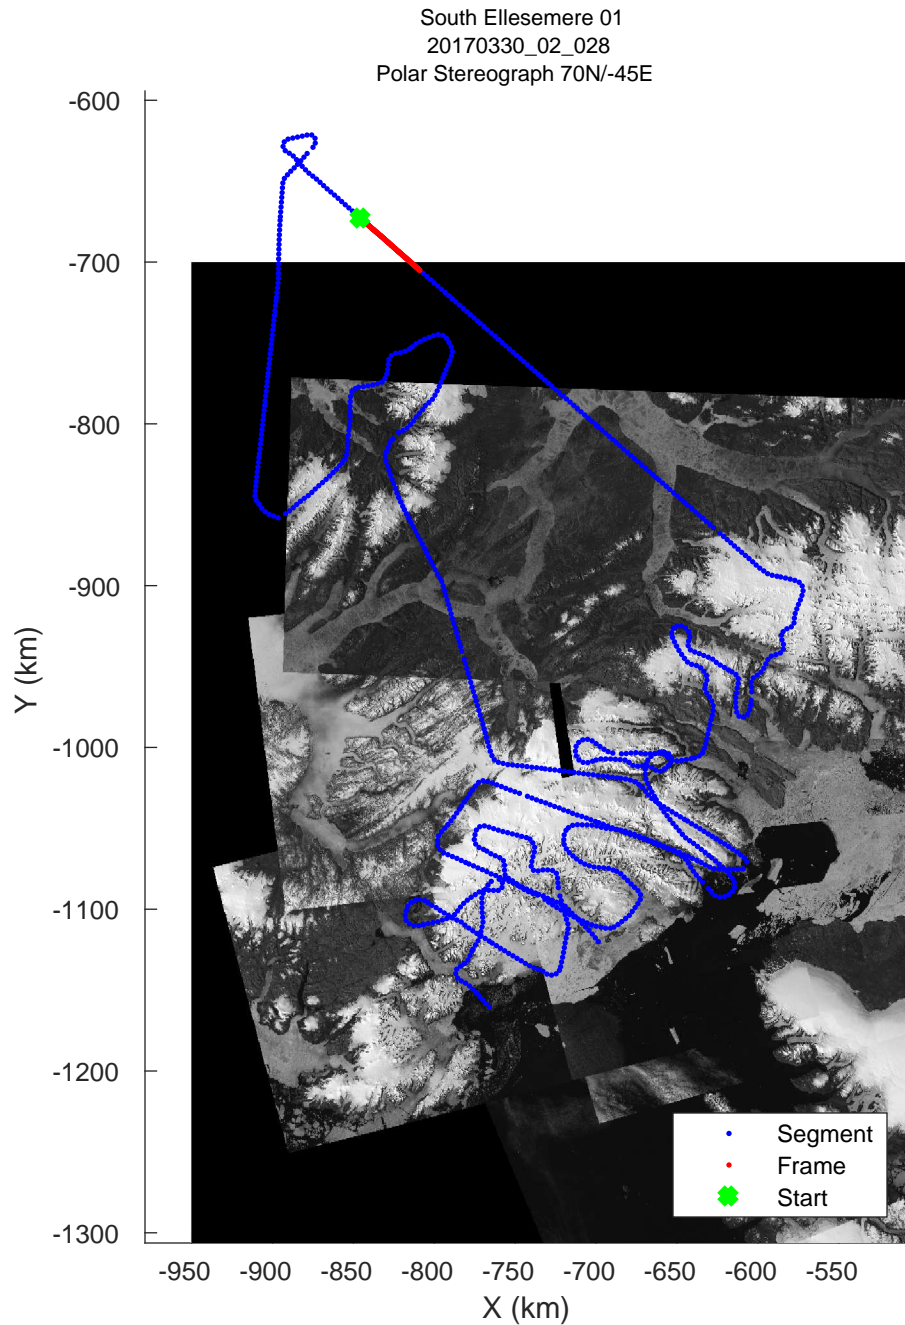 South Ellesemere 01
20170330_02_028
Polar Stereograph 70N/-45E
-600
-700
-800
-900
-1000
-1100
-1200
-1300
Y (km)
Segment
Frame
Start
-950 -900 -850 -800 -750 -700 -650 -600 -550
X (km)